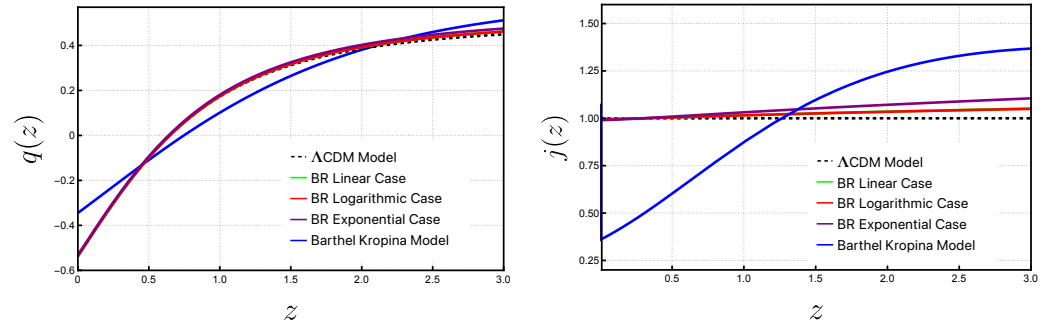 q(z)
0.4
0.2
0
−0.2
−0.4
−0.6
0
0.5
1.0
1.5
2.0
2.5
3.0
z
ΛCDM Model
BR Linear Case
BR Logarithmic Case
BR Exponential Case
Barthel Kropina Model
j(z)
1.50
1.25
1.00
0.75
0.50
0.25
0.5
1.0
1.5
2.0
2.5
3.0
z
ΛCDM Model
BR Linear Case
BR Logarithmic Case
BR Exponential Case
Barthel Kropina Model